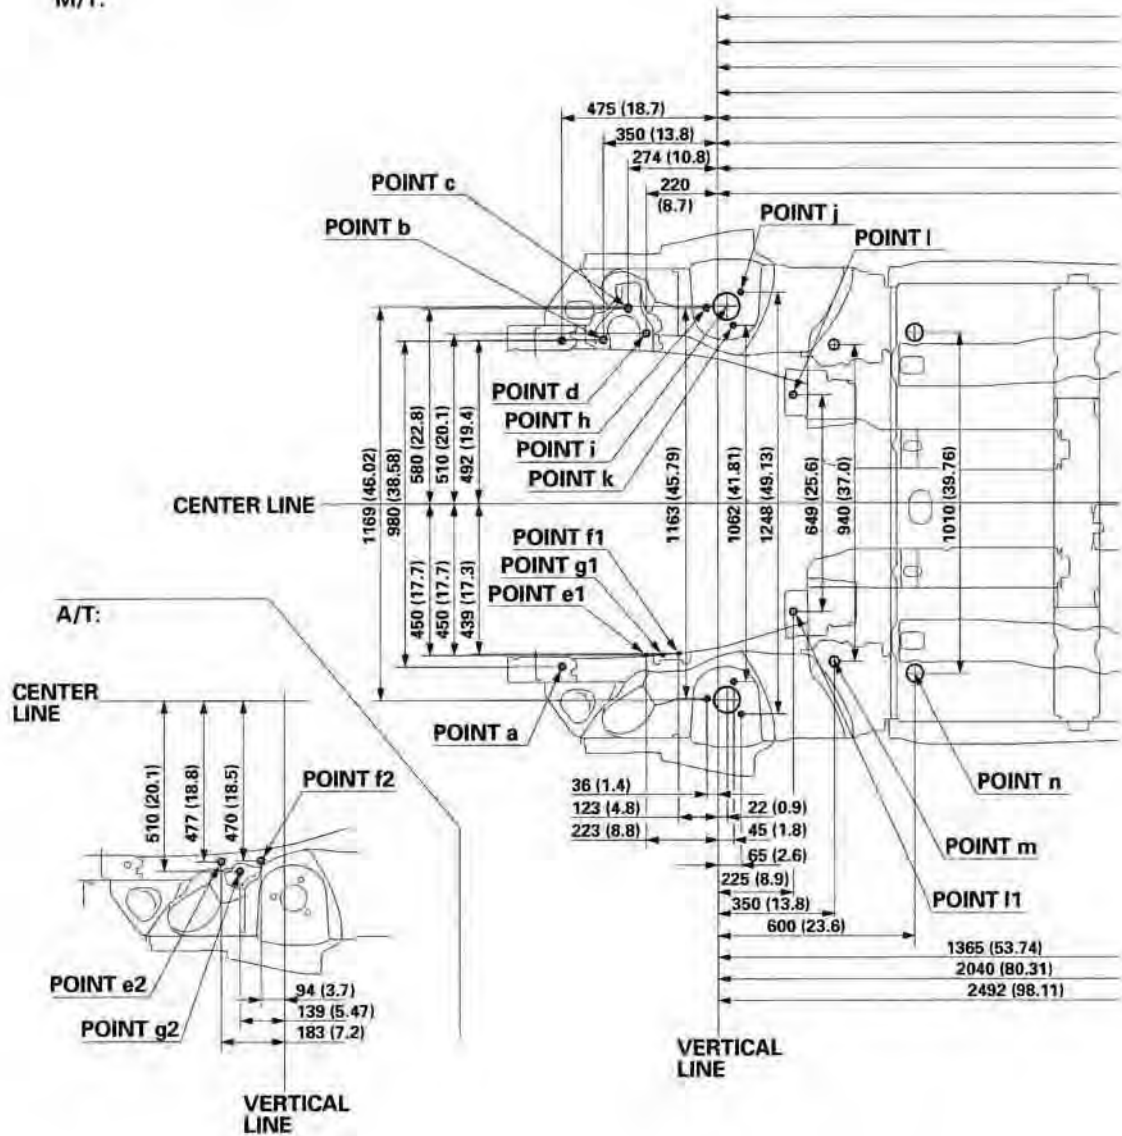 M/T:
475 (18.7)
350 (13.8)
274 (10.8)
220
(8.7)
POINT c
POINT b
POINT j
POINT l
POINT d
POINT h
POINT i
POINT k
1169 (46.02)
980 (38.58)
580 (22.8)
510 (20.1)
492 (19.4)
1163 (45.79)
1062 (41.81)
1248 (49.13)
649 (25.6)
940 (37.0)
1010 (39.76)
CENTER LINE
POINT f1
POINT g1
POINT e1
450 (17.7)
450 (17.7)
439 (17.3)
POINT a
POINT n
POINT m
POINT l1
36 (1.4)
123 (4.8)
223 (8.8)
22 (0.9)
45 (1.8)
65 (2.6)
225 (8.9)
350 (13.8)
600 (23.6)
1365 (53.74)
2040 (80.31)
2492 (98.11)
VERTICAL
LINE
A/T:
CENTER
LINE
510 (20.1)
477 (18.8)
470 (18.5)
POINT f2
POINT e2
POINT g2
94 (3.7)
139 (5.47)
183 (7.2)
VERTICAL
LINE